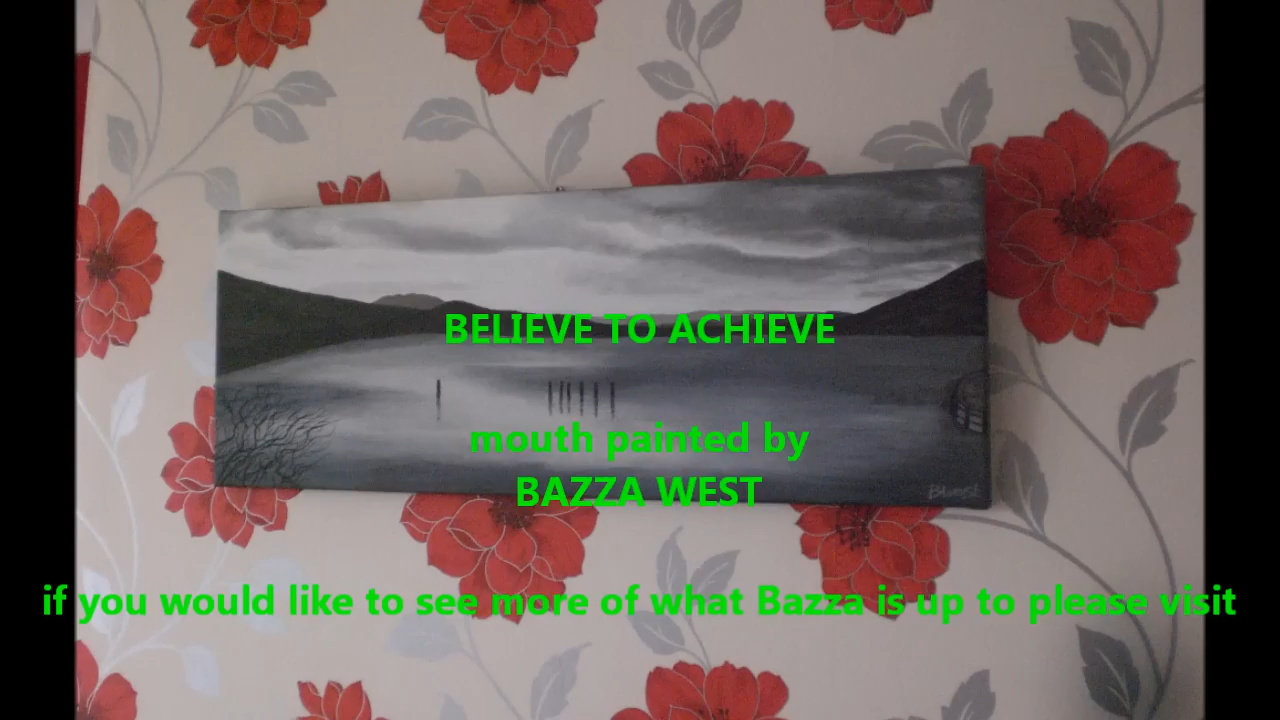 BELIEVE TO ACHIEVE
mouth painted by
BAZZA WEST
B West
if you would like to see more of what Bazza is up to please visit